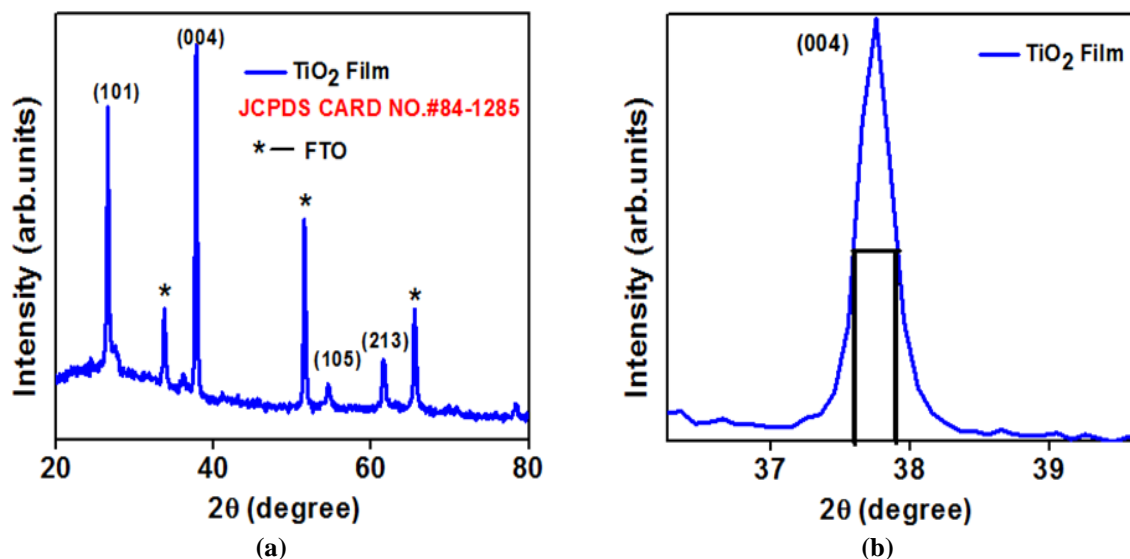 Intensity (arb.units)
(101)
(004)
TiO₂ Film
JCPDS CARD NO.#84-1285
*— FTO
*
*
(105)
(213)
*
20 40 60 80
2θ (degree)
(a)
Intensity (arb.units)
(004)
TiO₂ Film
37 38 39
2θ (degree)
(b)